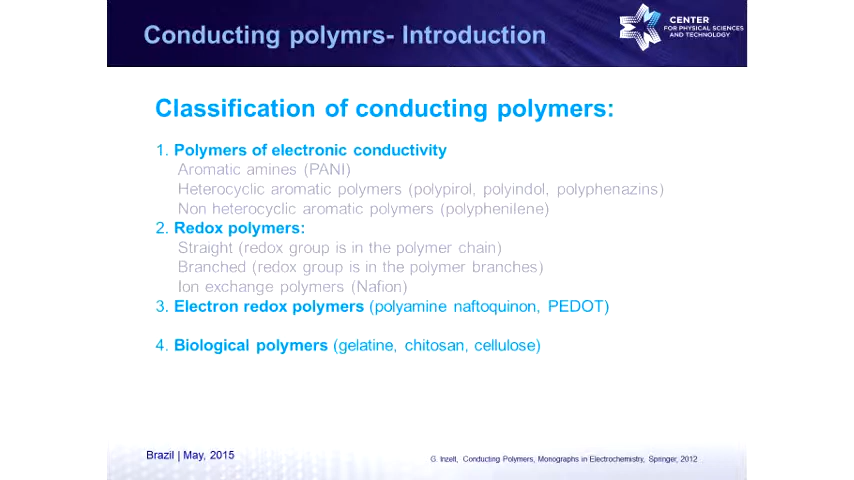 Conducting polymrs- Introduction
CENTER
FOR PHYSICAL SCIENCES
AND TECHNOLOGY
Classification of conducting polymers:
1. Polymers of electronic conductivity
Aromatic amines (PANI)
Heterocyclic aromatic polymers (polypirol, polyindol, polyphenazins)
Non heterocyclic aromatic polymers (polyphenilene)
2. Redox polymers:
Straight (redox group is in the polymer chain)
Branched (redox group is in the polymer branches)
Ion exchange polymers (Nafion)
3. Electron redox polymers (polyamine naftoquinon, PEDOT)
4. Biological polymers (gelatine, chitosan, cellulose)
Brazil | May, 2015
G. Inzelt, Conducting Polymers, Monographs in Electrochemistry, Springer, 2012